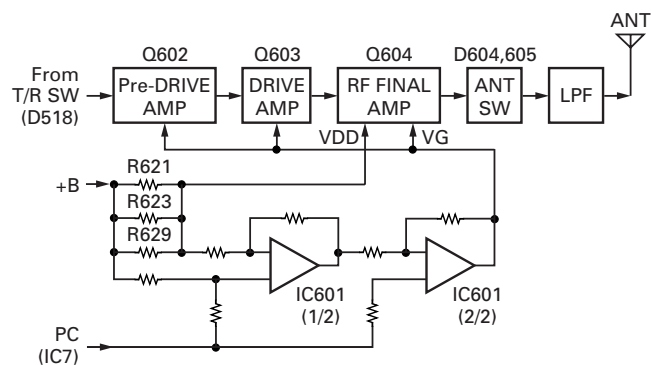 ANT
Q602
Q603
Q604
D604,605
From
T/R SW
(D518)
Pre-DRIVE
AMP
DRIVE
AMP
RF FINAL
AMP
ANT
SW
LPF
VDD
VG
+B
R621
R623
R629
IC601
(1/2)
IC601
(2/2)
PC
(IC7)